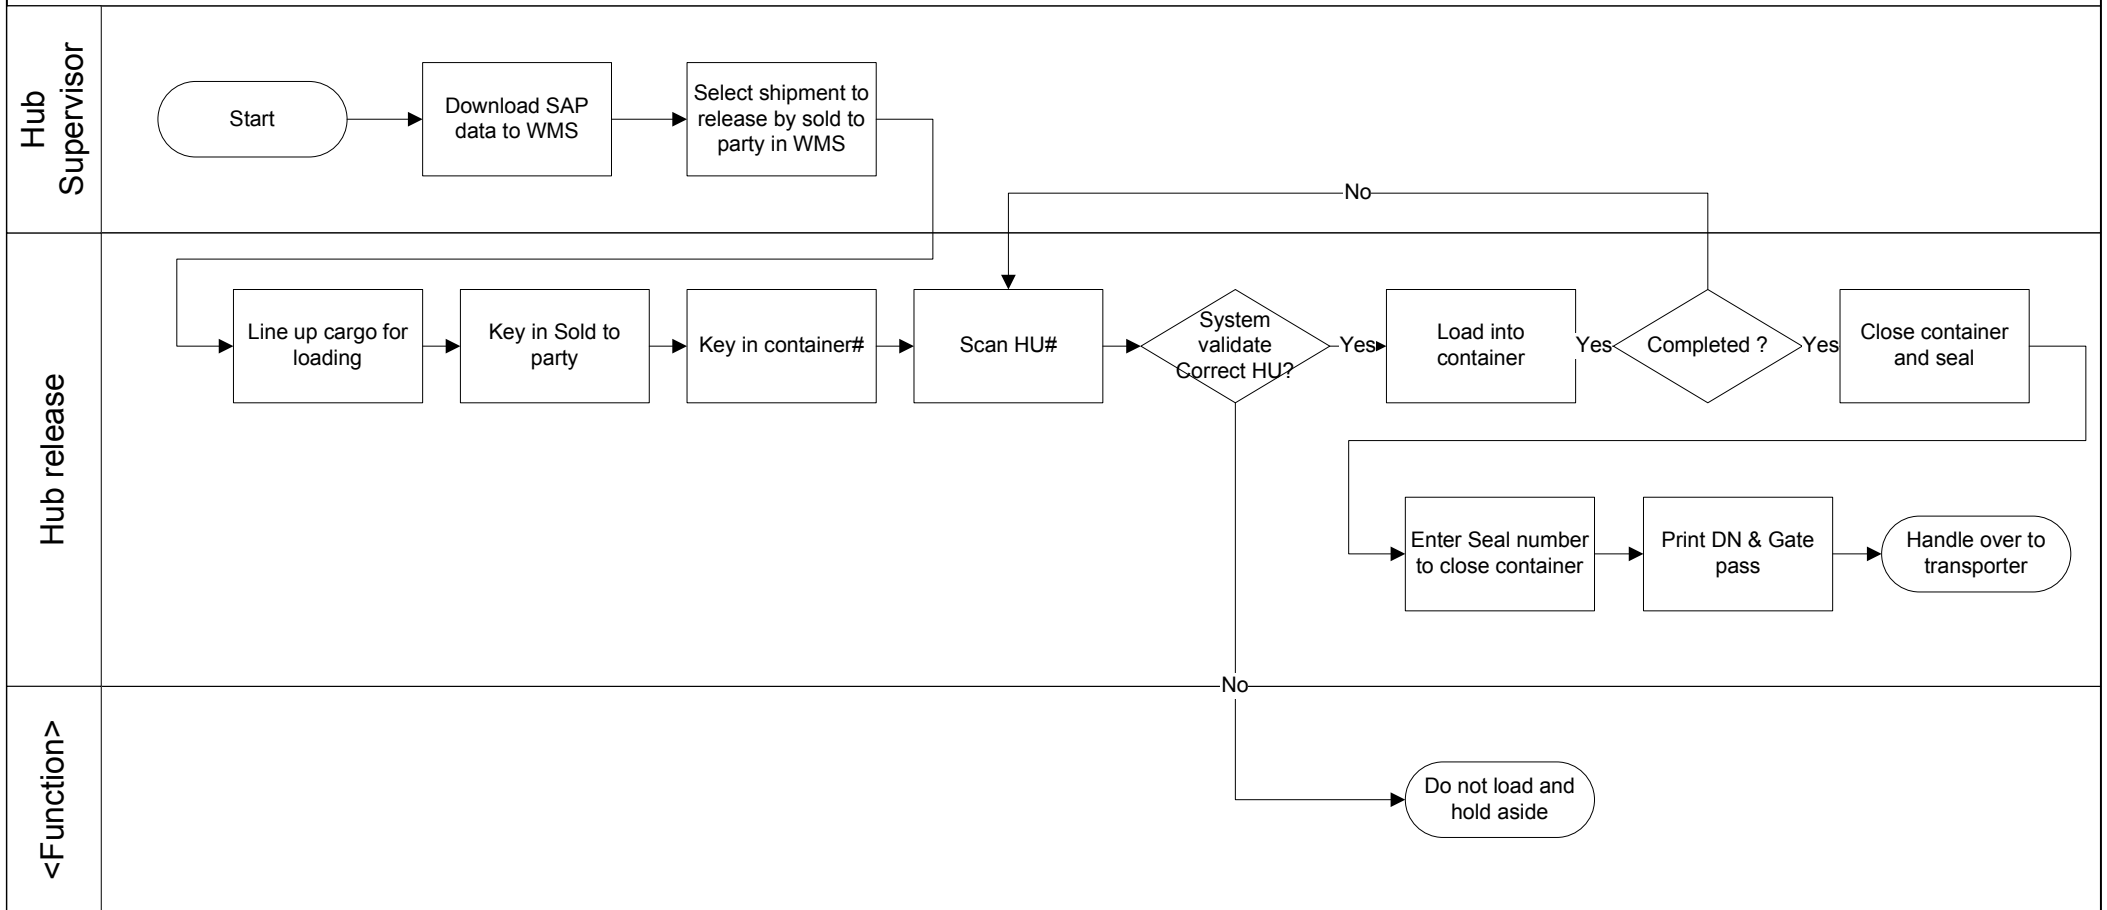 Hub
Supervisor
Start
Download SAP
data to WMS
Select shipment to
release by sold to
party in WMS
No
Hub release
Line up cargo for
loading
Key in Sold to
party
Key in container#
Scan HU#
System
validate
Correct HU?
Yes
Load into
container
Yes
Completed ?
Yes
Close container
and seal
Enter Seal number
to close container
Print DN & Gate
pass
Handle over to
transporter
No
<Function>
Do not load and
hold aside